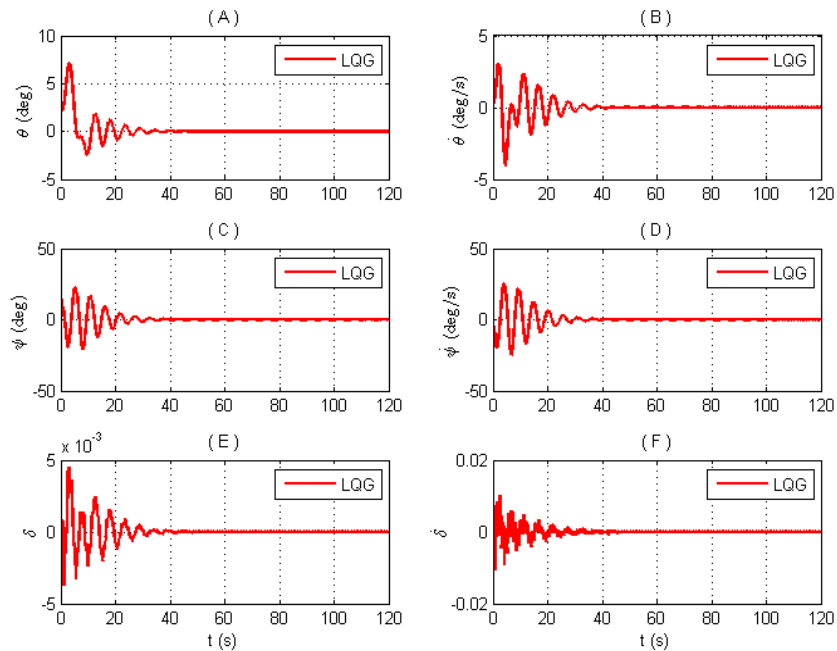 ( A )
10
5
0
-5
θ (deg)
0 20 40 60 80 100 120
LQG
( B )
5
0
-5
θ̇ (deg/s)
0 20 40 60 80 100 120
LQG
( C )
50
0
-50
ψ (deg)
0 20 40 60 80 100 120
LQG
( D )
50
0
-50
ψ̇ (deg/s)
0 20 40 60 80 100 120
LQG
( E )
x 10⁻³
5
0
-5
δ
0 20 40 60 80 100 120
t (s)
LQG
( F )
0.02
0
-0.02
δ̇
0 20 40 60 80 100 120
t (s)
LQG